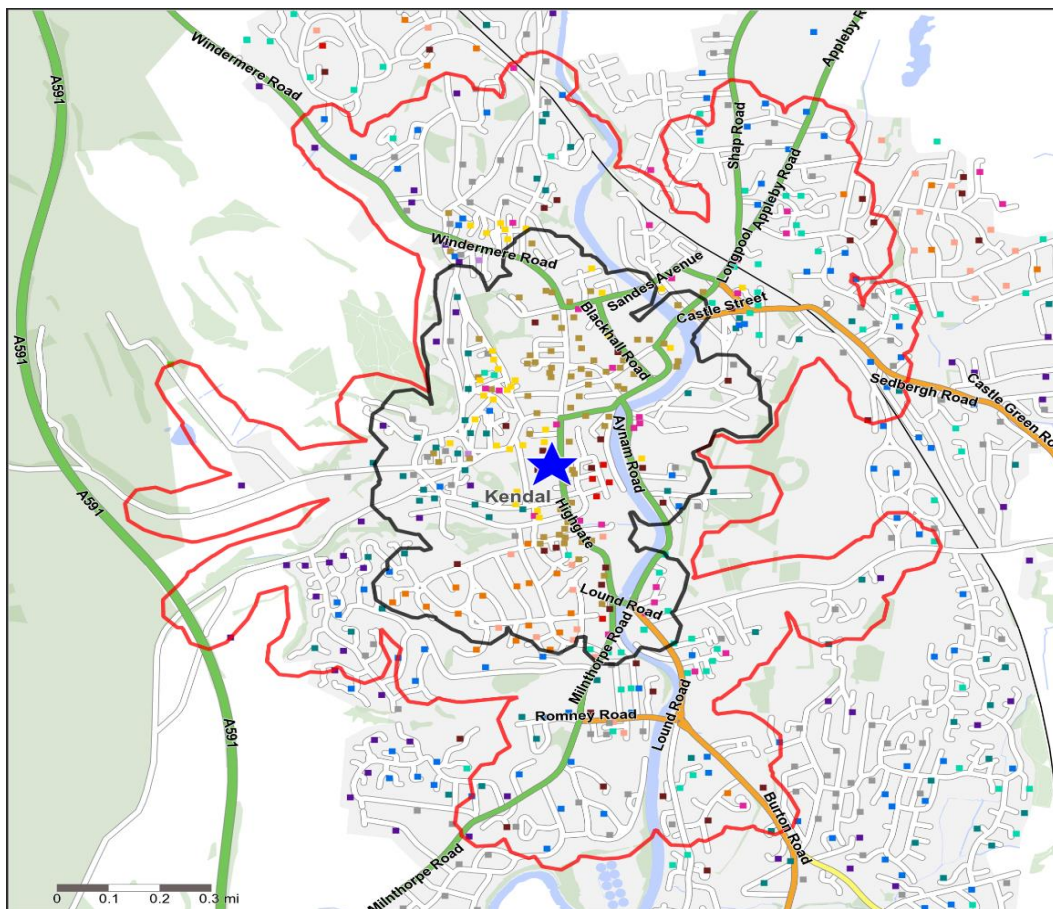 Windermere Road
Appleby R
A591
Shap Road
Appleby Road
Windermere Road
Longpool
Sandes Avenue
Castle Street
Blackhall Road
A591
Sedbergh Road
Castle Green Ro
Aynam Road
Kendal
A591
Highgate
Lound Road
Milnthorpe Road
Romney Road
Lound Road
A591
Burton Road
Milnthorpe Road
0 0.1 0.2 0.3 mi